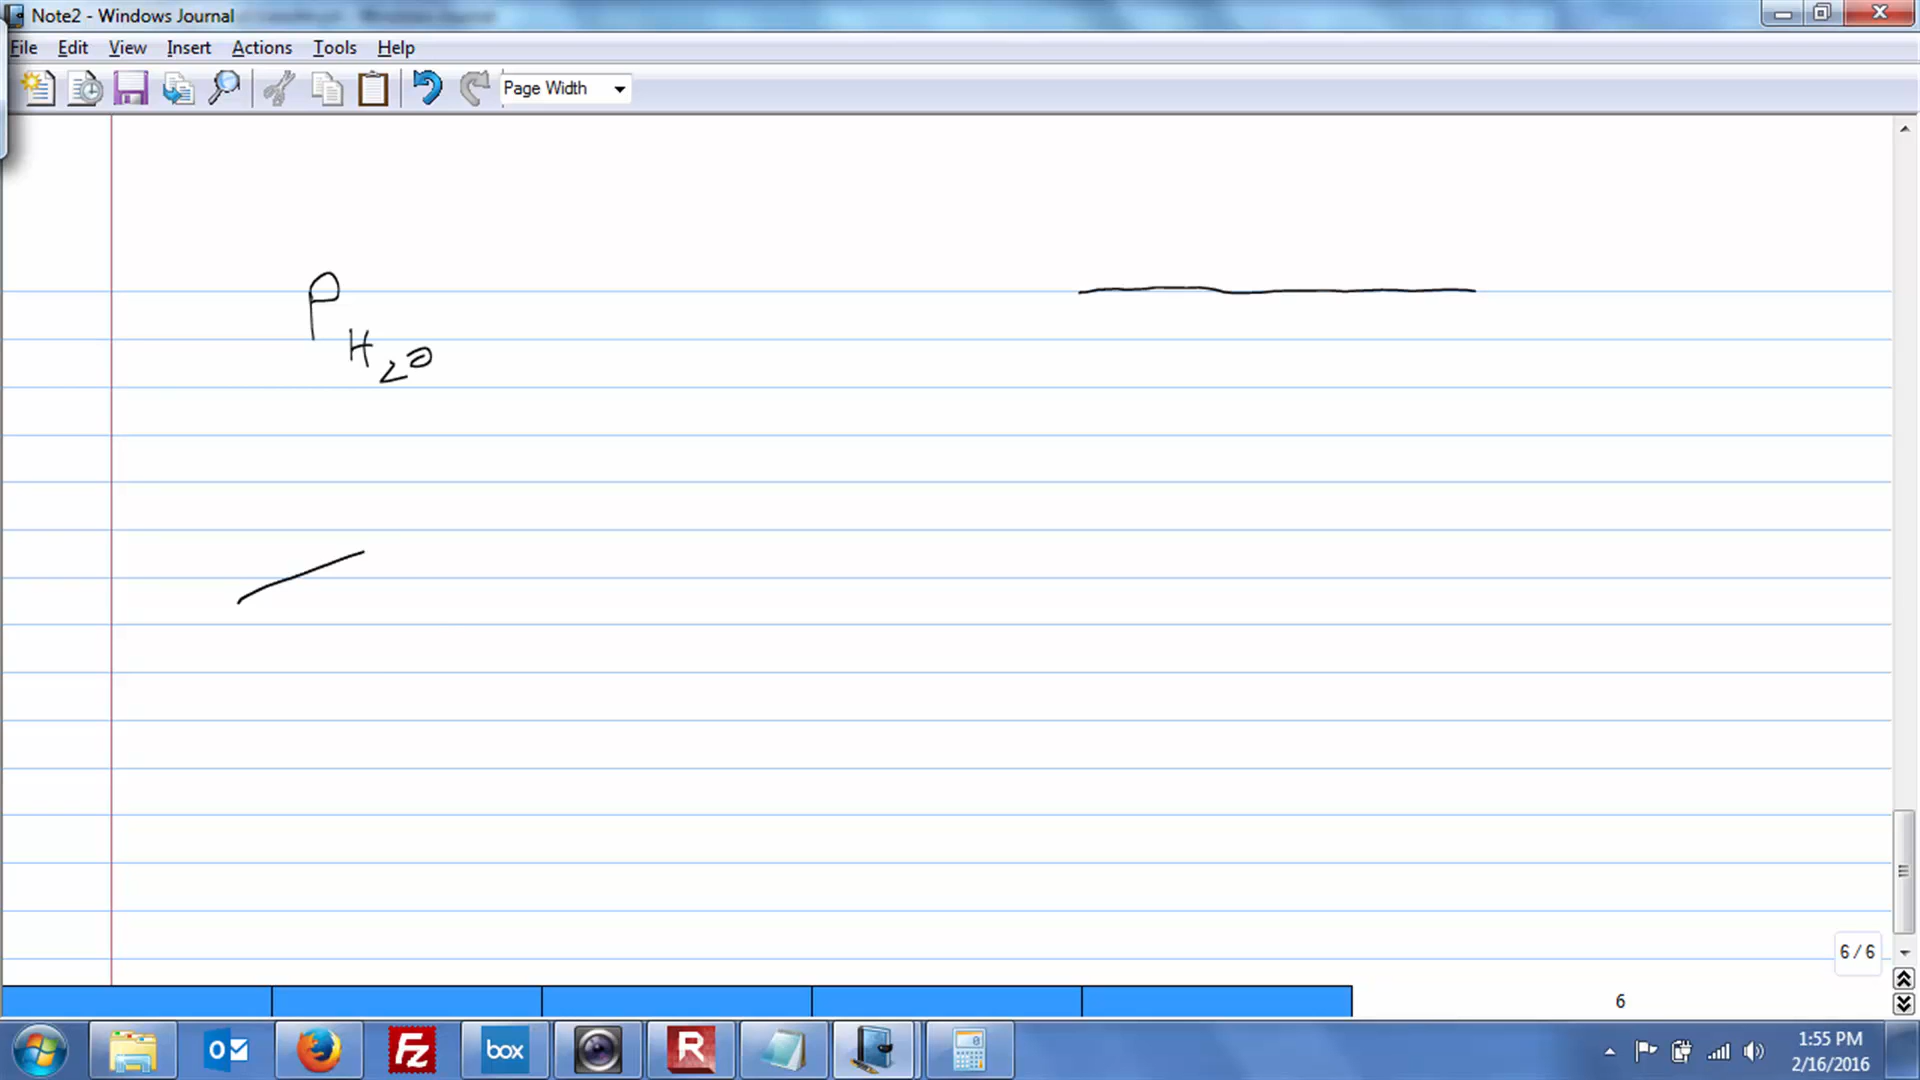 Note2 - Windows Journal
File Edit View Insert Actions Tools Help
Page Width
P H2O
6 / 6
6
box
1:55 PM
2/16/2016